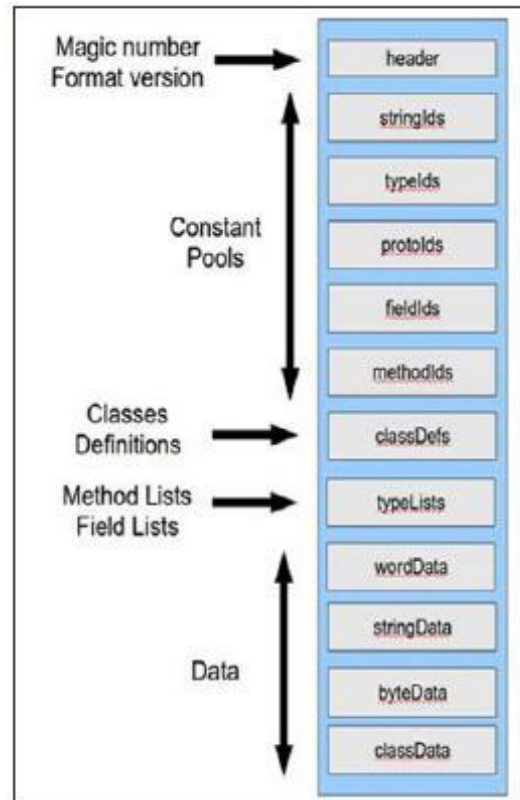 Magic number
Format version
header
stringIds
typeIds
Constant
Pools
protoIds
fieldIds
methodIds
Classes
Definitions
classDefs
Method Lists
Field Lists
typeLists
wordData
stringData
Data
byteData
classData